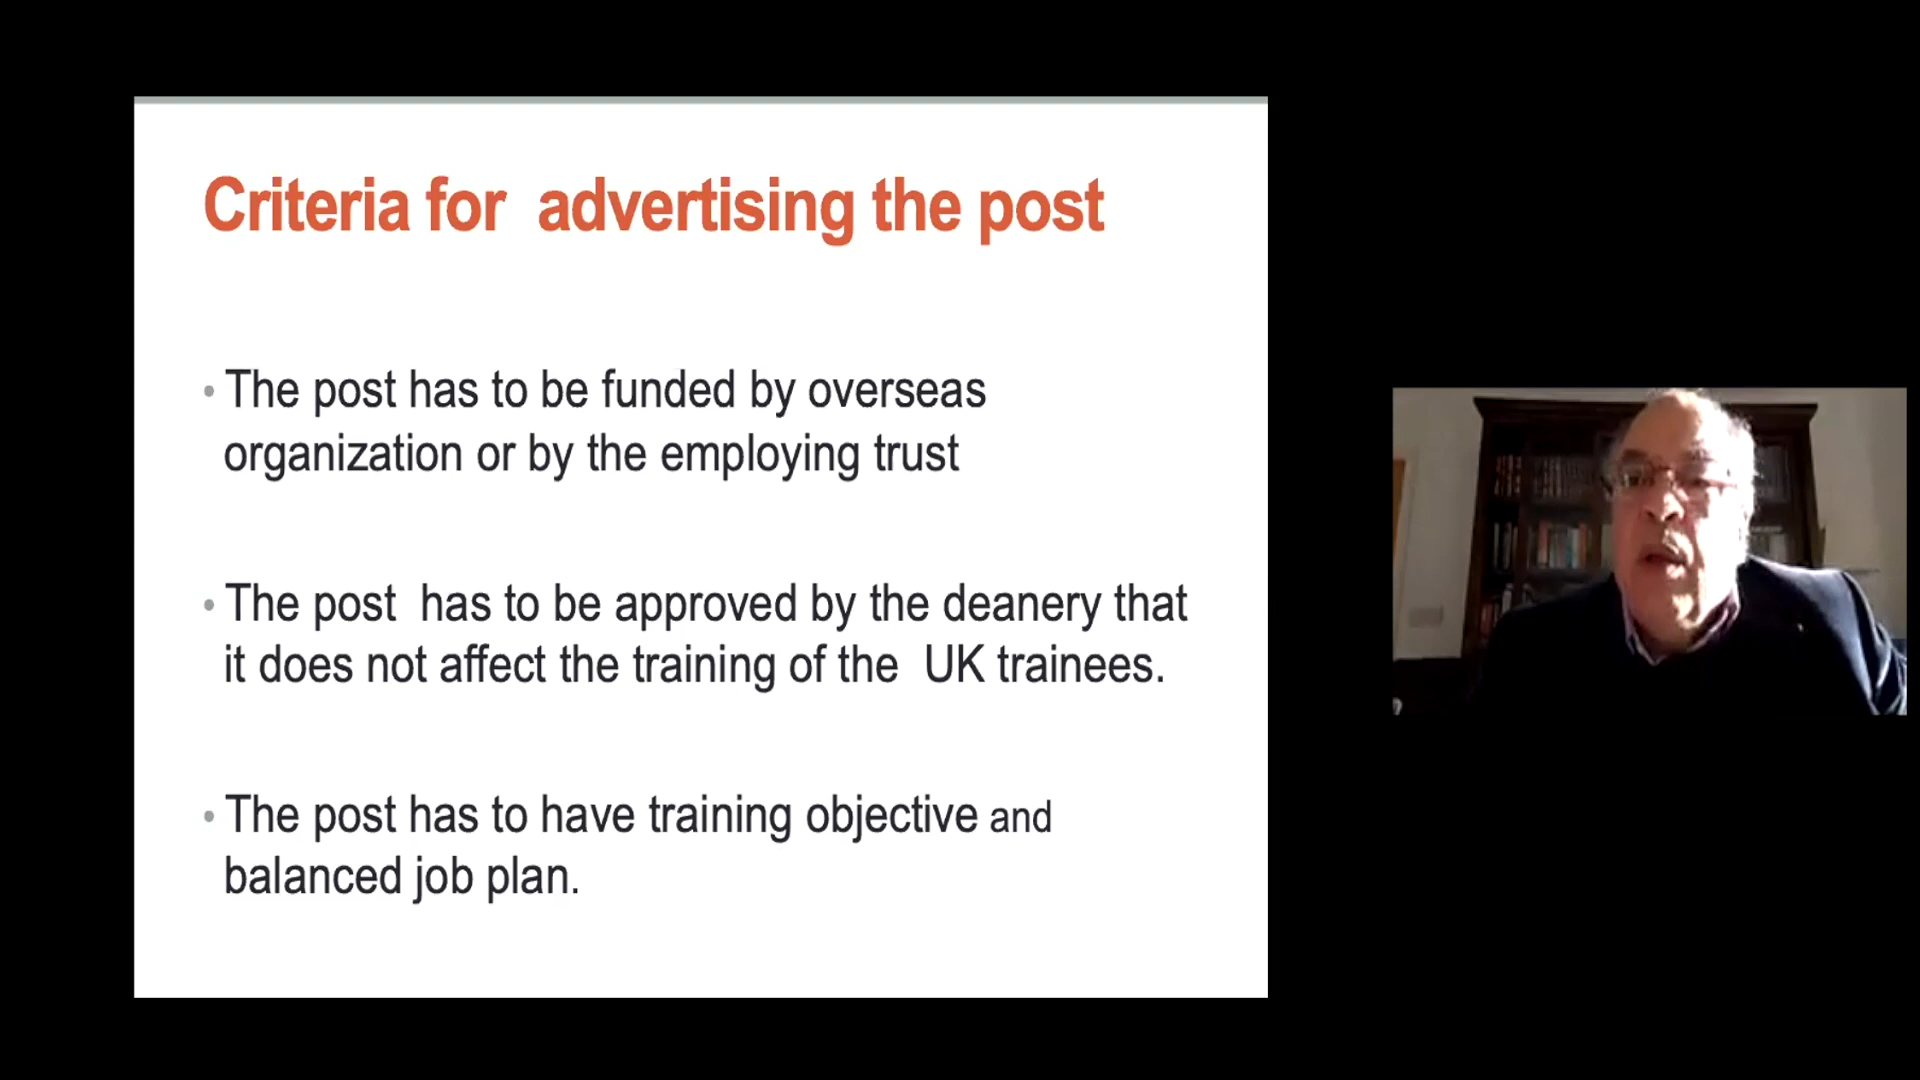 Criteria for advertising the post
• The post has to be funded by overseas
organization or by the employing trust
• The post has to be approved by the deanery that
it does not affect the training of the UK trainees.
• The post has to have training objective and
balanced job plan.